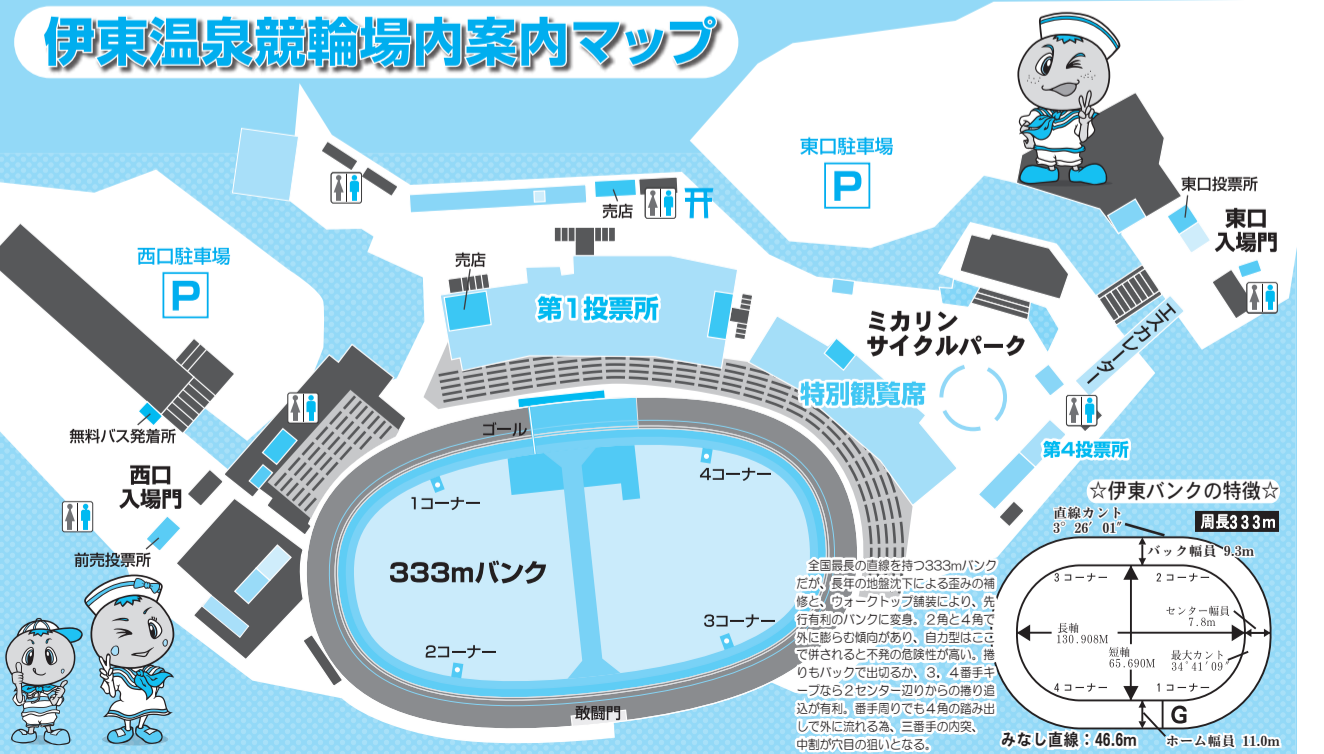 伊東温泉競輪場内案内マップ
東口駐車場
P
東口投票所
東口
入場門
売店
西口駐車場
P
売店
第1投票所
ミカリン
サイクルパーク
エスカレーター
特別観覧席
無料バス発着所
ゴール
第4投票所
西口
入場門
1コーナー
4コーナー
前売投票所
333mバンク
3コーナー
2コーナー
敢闘門
全国最長の直線を持つ333mバンク
だが、長年の地盤沈下による歪みの補
修と、ウォークトップ舗装により、先
行有利のバンクに変身。2角と4角で
外に膨らむ傾向があり、自力型はここ
で併されると不発の危険性が高い。捲
りもバックで出切るか、3、4番手キ
ープなら2センター辺りからの捲り追
込が有利。番手周りでも4角の踏み出
しで外に流れる為、三番手の内突、
中割が穴目の狙いとなる。
☆伊東バンクの特徴☆
直線カント
3°26′01″
周長333m
バック幅員 9.3m
3コーナー
2コーナー
センター幅員
7.8m
長軸
130.908M
短軸
65.690M
最大カント
34°41′09″
4コーナー
1コーナー
G
みなし直線：46.6m
ホーム幅員 11.0m